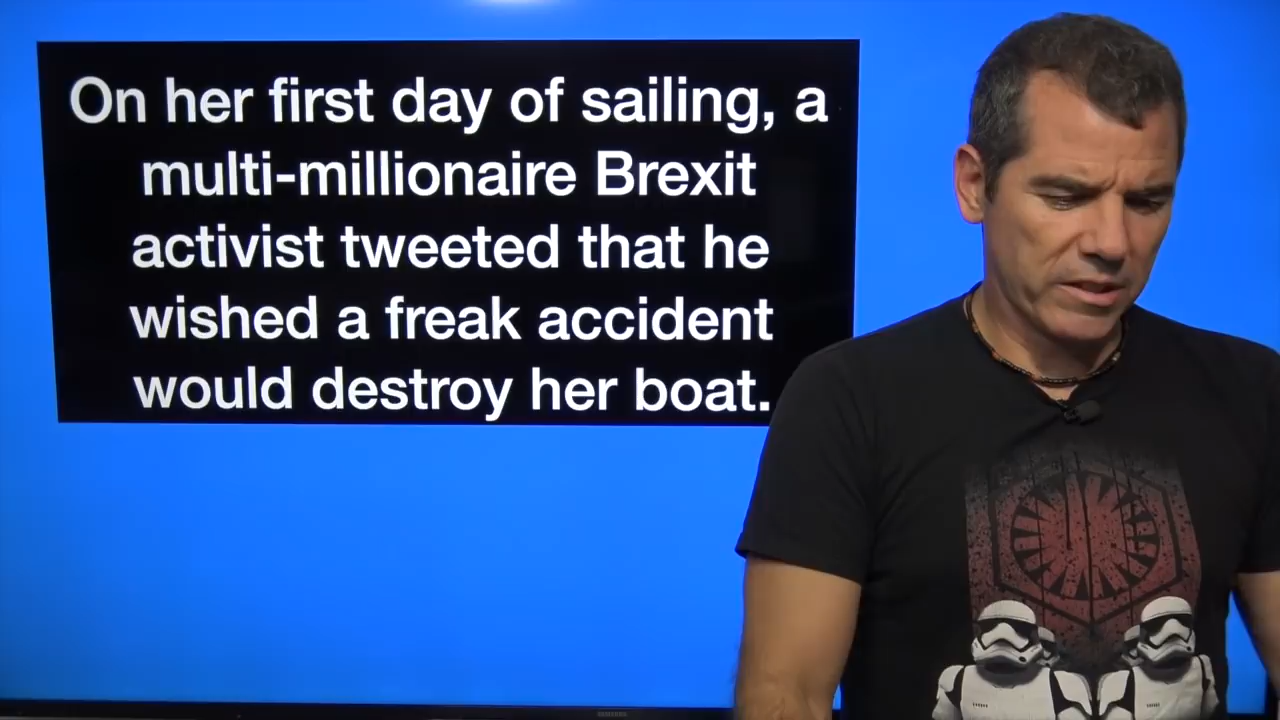 On her first day of sailing, a
multi-millionaire Brexit
activist tweeted that he
wished a freak accident
would destroy her boat.